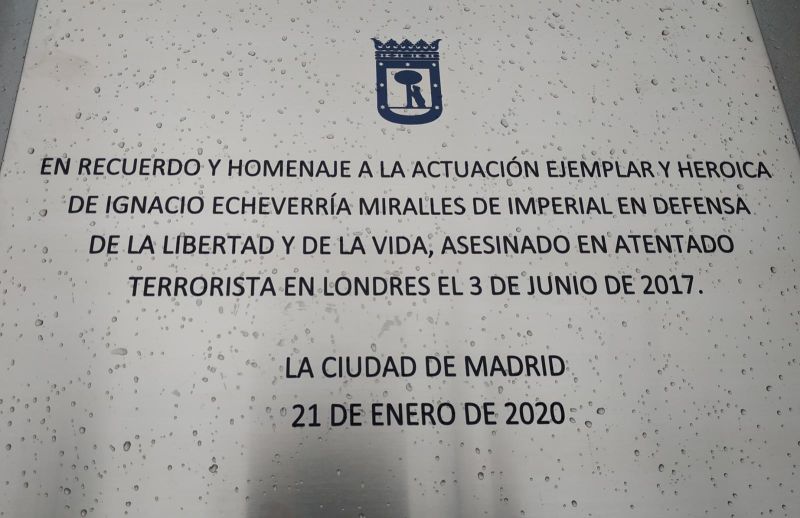 EN RECUERDO Y HOMENAJE A LA ACTUACIÓN EJEMPLAR Y HEROICA
DE IGNACIO ECHEVERRÍA MIRALLES DE IMPERIAL EN DEFENSA
DE LA LIBERTAD Y DE LA VIDA, ASESINADO EN ATENTADO
TERRORISTA EN LONDRES EL 3 DE JUNIO DE 2017.
LA CIUDAD DE MADRID
21 DE ENERO DE 2020